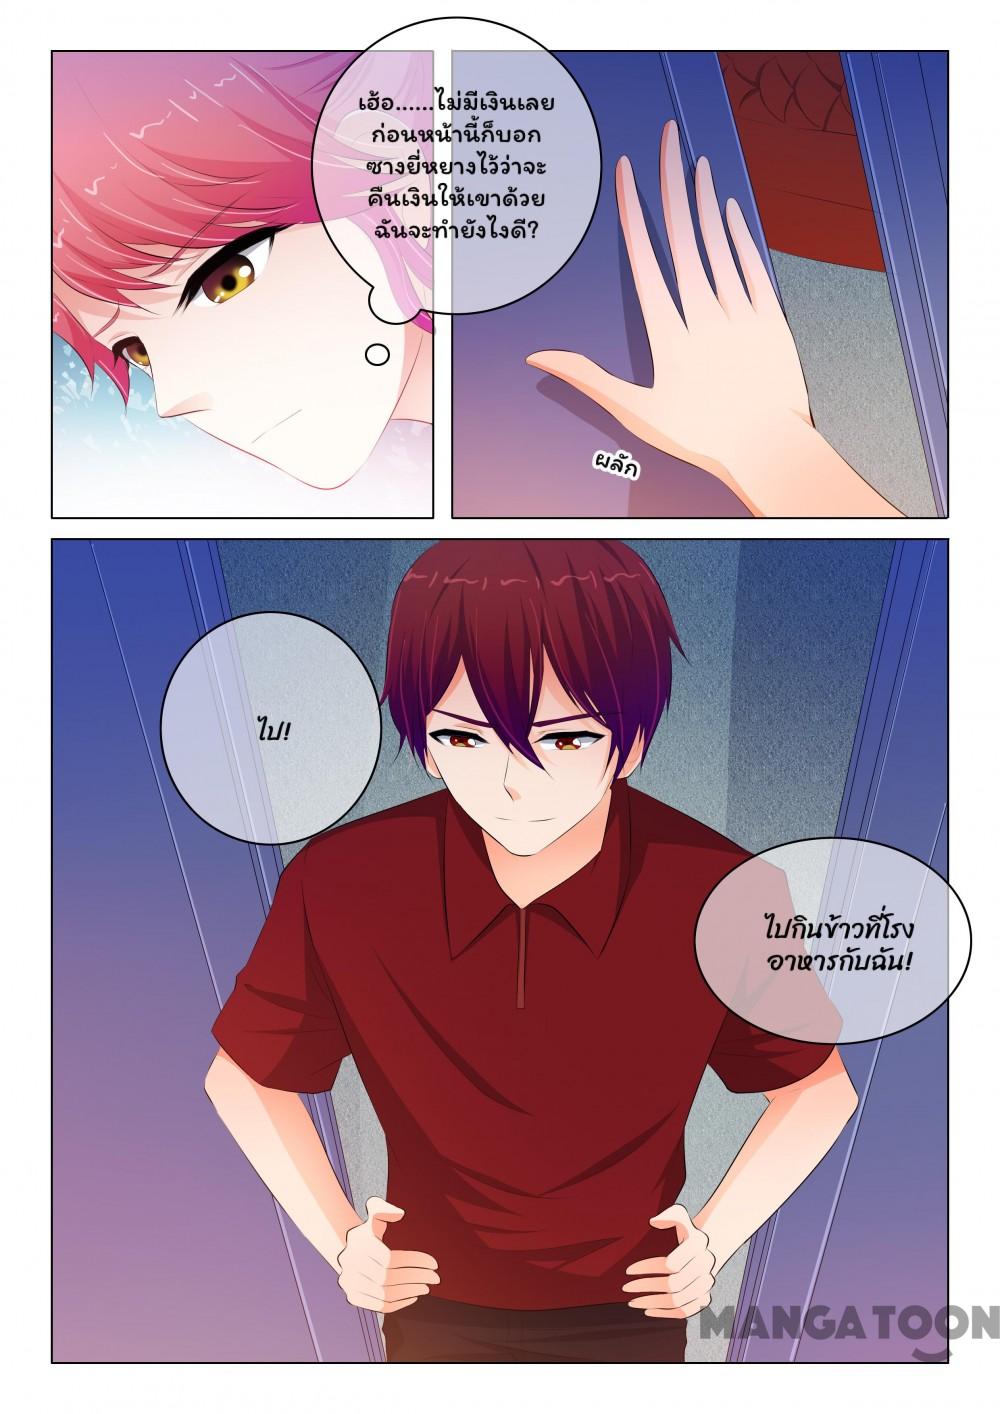 เฮ้อ......ไม่มีเงินเลย
ก่อนหน้านี้ก็บอก
ซางยี่หยางไว้ว่าจะ
คืนเงินให้เขาด้วย
ฉันจะทำยังไงดี?
ผลัก
ไป!
ไปกินข้าวที่โรง
อาหารกับฉัน!
MANGATOON